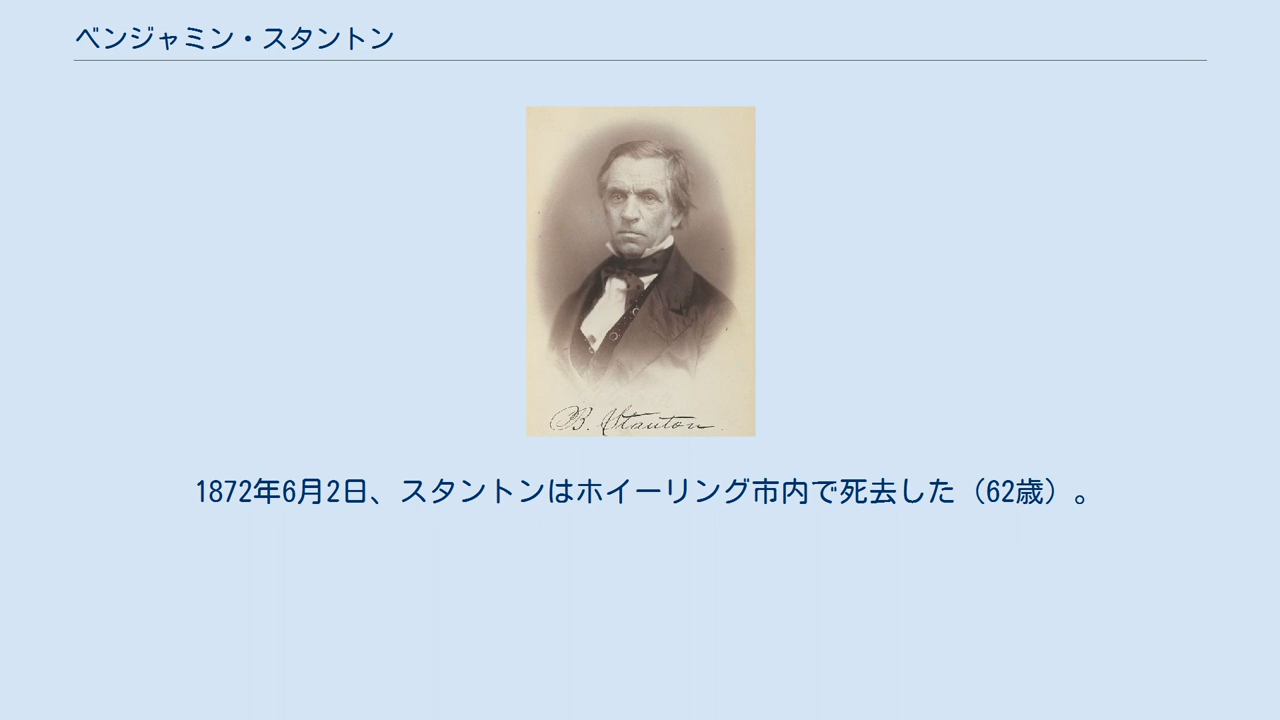 ベンジャミン・スタントン
B. Stanton
1872年6月2日、スタントンはホイーリング市内で死去した（62歳）。